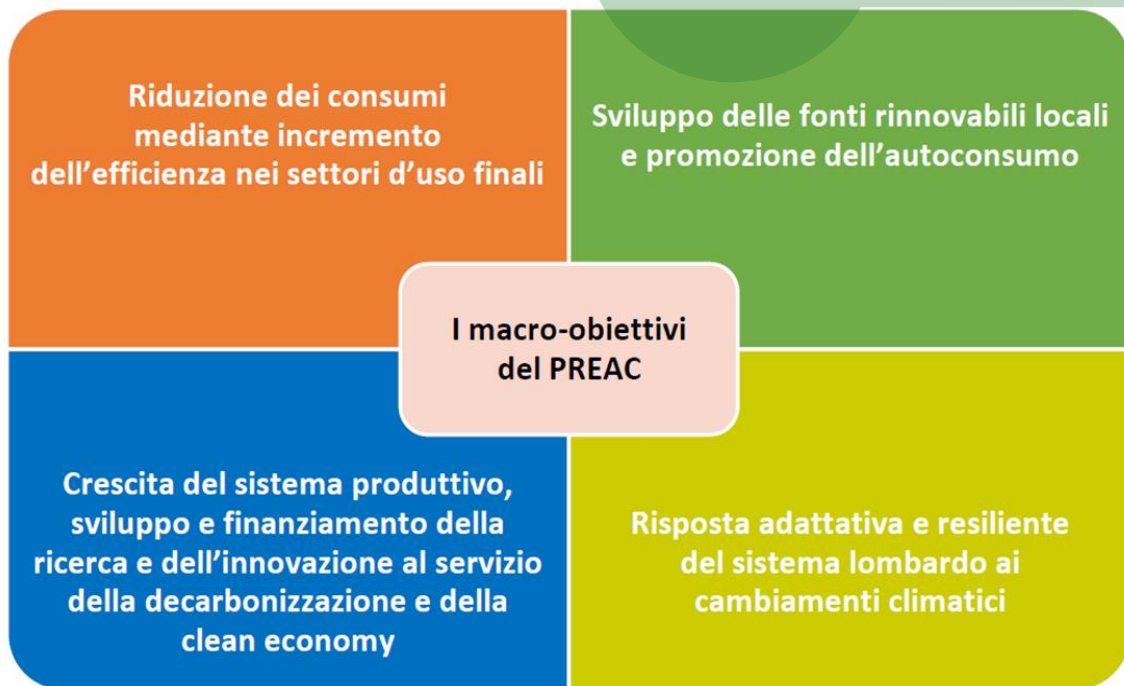 Riduzione dei consumi
mediante incremento
dell’efficienza nei settori d’uso finali
Sviluppo delle fonti rinnovabili locali
e promozione dell’autoconsumo
I macro-obiettivi
del PREAC
Crescita del sistema produttivo,
sviluppo e finanziamento della
ricerca e dell’innovazione al servizio
della decarbonizzazione e della
clean economy
Risposta adattativa e resiliente
del sistema lombardo ai
cambiamenti climatici